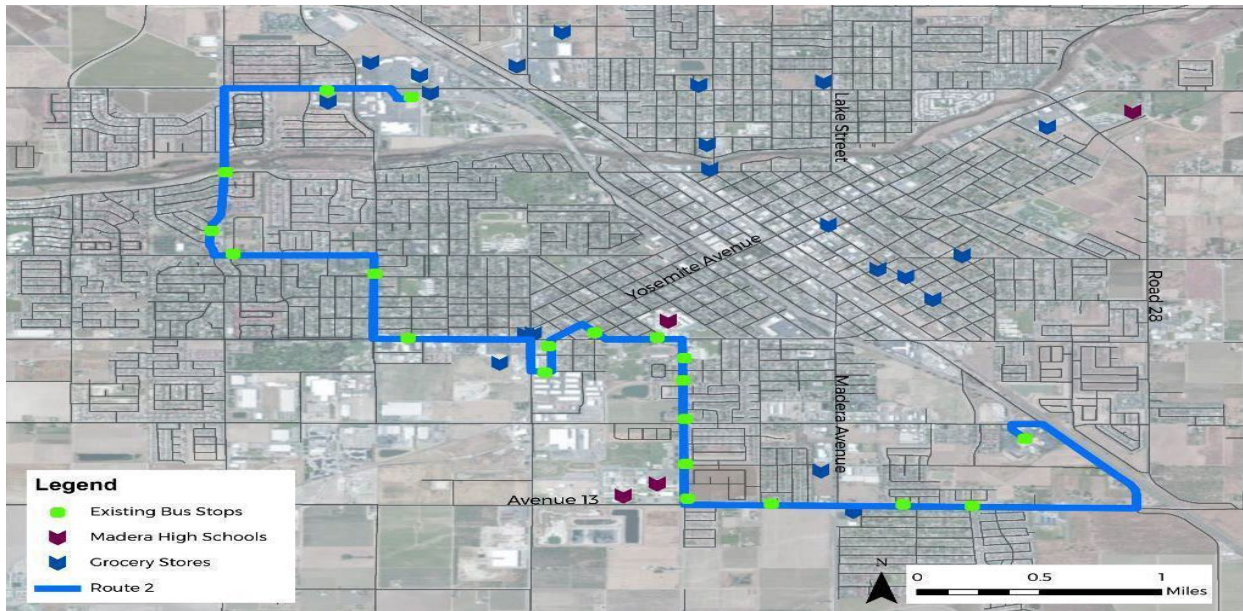 Lake Street
Yosemite Avenue
Road 28
Madera Avenue
Avenue 13
Legend
Existing Bus Stops
Madera High Schools
Grocery Stores
Route 2
N
0 0.5 1
Miles